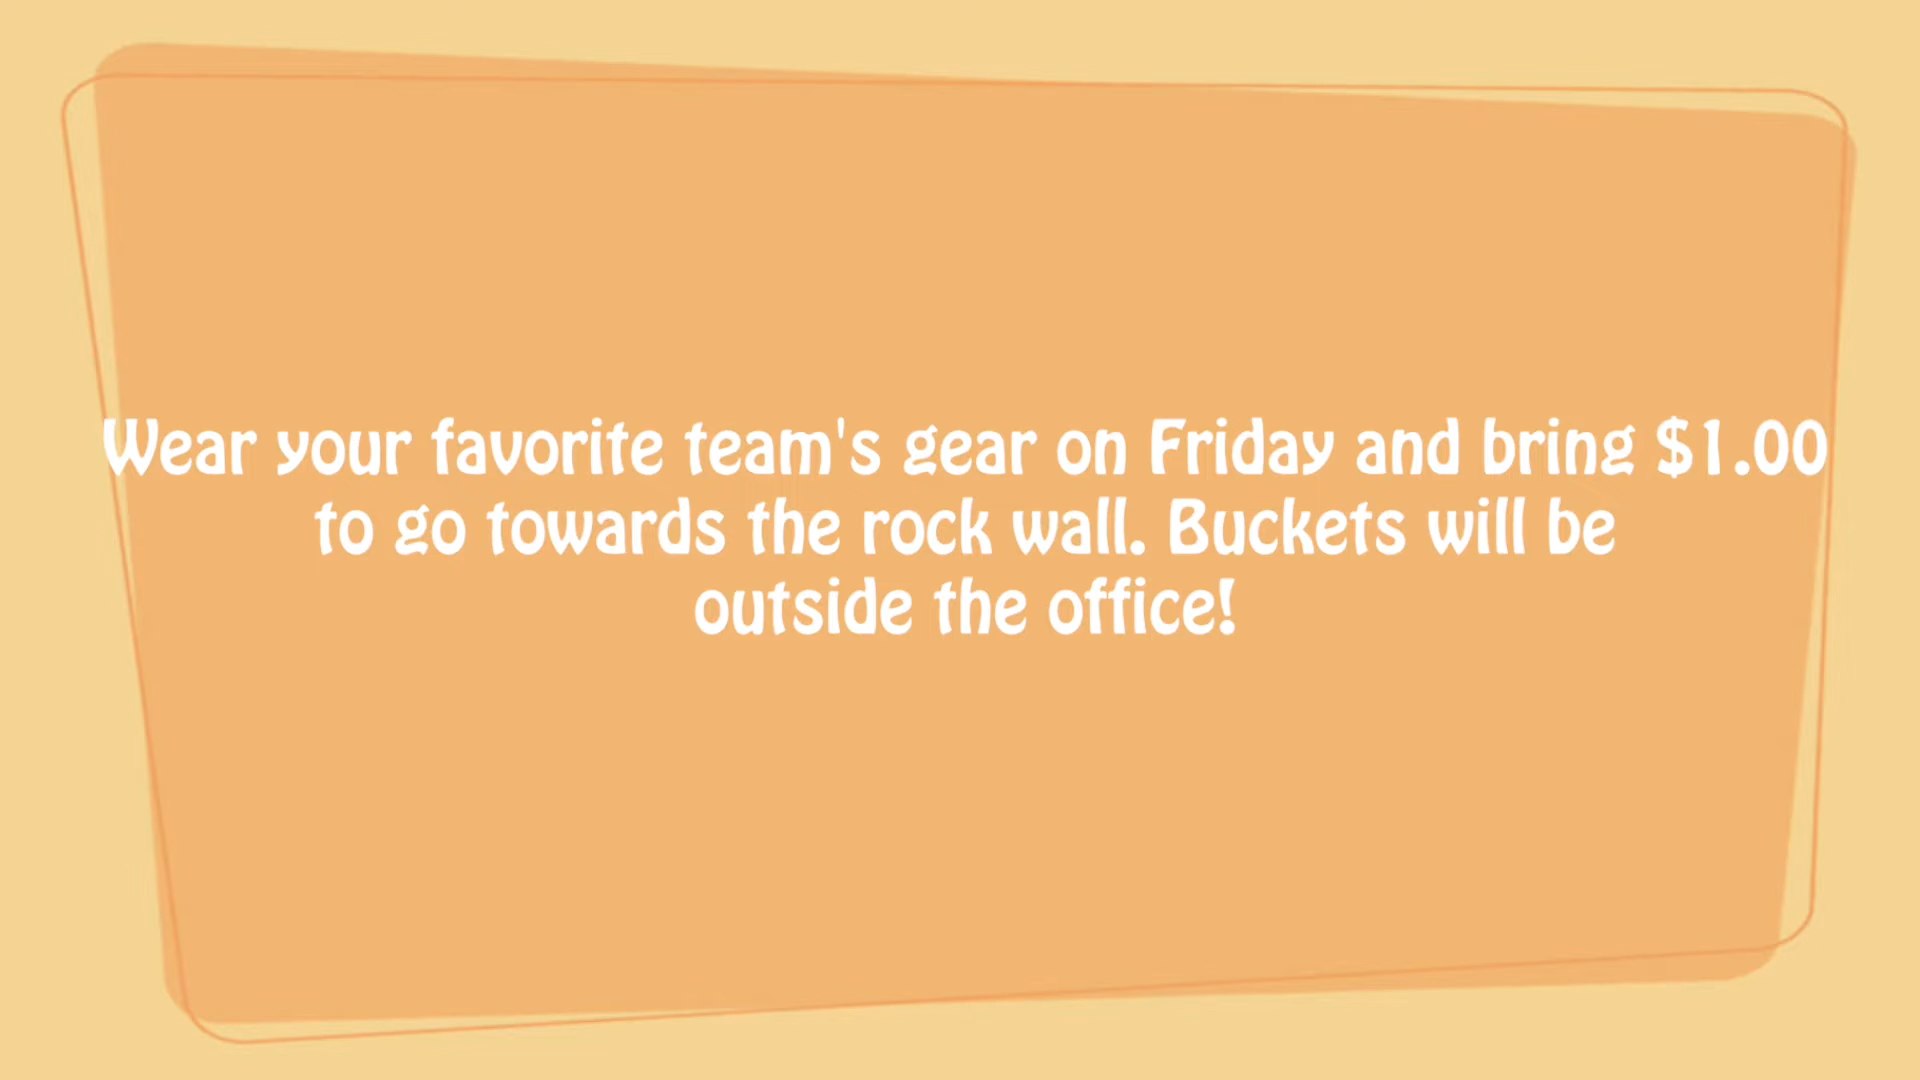 Wear your favorite team's gear on Friday and bring $1.00
to go towards the rock wall. Buckets will be
outside the office!